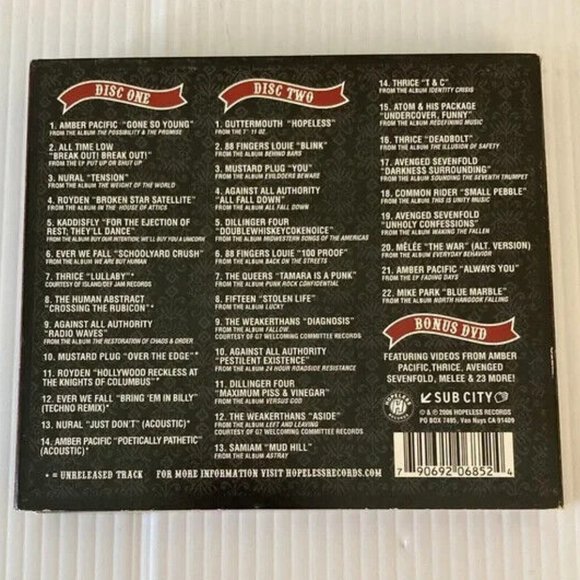 DISC ONE
1. AMBER PACIFIC "GONE SO YOUNG"
FROM THE ALBUM THE POSSIBILITY & THE PROMISE
2. ALL TIME LOW
"BREAK OUT! BREAK OUT!"
FROM THE EP PUT UP OR SHUT UP
3. NURAL "TENSION"
FROM THE ALBUM THE WEIGHT OF THE WORLD
4. ROYDEN "BROKEN STAR SATELLITE"
FROM THE ALBUM IN THE HOUSE OF ATTICS
5. KADDISFLY "FOR THE EJECTION OF
REST; THEY'LL DANCE"
FROM THE ALBUM BUY OUR INTENTION; WE'LL BUY YOU A UNICORN
6. EVER WE FALL "SCHOOLYARD CRUSH"
FROM THE ALBUM WE ARE BUT HUMAN
7. THRICE "LULLABY"*
COURTESY OF ISLAND/DEF JAM RECORDS
8. THE HUMAN ABSTRACT
"CROSSING THE RUBICON"*
9. AGAINST ALL AUTHORITY
"RADIO WAVES"
FROM THE ALBUM THE RESTORATION OF CHAOS & ORDER
10. MUSTARD PLUG "OVER THE EDGE"*
11. ROYDEN "HOLLYWOOD RECKLESS AT
THE KNIGHTS OF COLUMBUS"*
12. EVER WE FALL "BRING 'EM IN BILLY"
(TECHNO REMIX)*
13. NURAL "JUST DON'T" (ACOUSTIC)*
14. AMBER PACIFIC "POETICALLY PATHETIC"
(ACOUSTIC)*
DISC TWO
1. GUTTERMOUTH "HOPELESS"
FROM THE 7" 11 OZ
2. 88 FINGERS LOUIE "BLINK"
FROM THE ALBUM BEHIND BARS
3. MUSTARD PLUG "YOU"
FROM THE ALBUM EVILDOERS BEWARE
4. AGAINST ALL AUTHORITY
"ALL FALL DOWN"
FROM THE ALBUM ALL FALL DOWN
5. DILLINGER FOUR
"DOUBLEWHISKEYCOKENOICE"
FROM THE ALBUM MIDWESTERN SONGS OF THE AMERICAS
6. 88 FINGERS LOUIE "100 PROOF"
FROM THE ALBUM BACK ON THE STREETS
7. THE QUEERS "TAMARA IS A PUNK"
FROM THE ALBUM PUNK ROCK CONFIDENTIAL
8. FIFTEEN "STOLEN LIFE"
FROM THE ALBUM LUCKY
9. THE WEAKERTHANS "DIAGNOSIS"
FROM THE ALBUM FALLOW.
COURTESY OF G7 WELCOMING COMMITTEE RECORDS
10. AGAINST ALL AUTHORITY
"PESTILENT EXISTENCE"
FROM THE ALBUM 24 HOUR ROADSIDE RESISTANCE
11. DILLINGER FOUR
"MAXIMUM PISS & VINEGAR"
FROM THE ALBUM VERSUS GOD
12. THE WEAKERTHANS "ASIDE"
FROM THE ALBUM LEFT AND LEAVING
COURTESY OF G7 WELCOMING COMMITTEE RECORDS
13. SAMIAM "MUD HILL"
FROM THE ALBUM ASTRAY
14. THRICE "T & C"
FROM THE ALBUM IDENTITY CRISIS
15. ATOM & HIS PACKAGE
"UNDERCOVER, FUNNY"
FROM THE ALBUM REDEFINING MUSIC
16. THRICE "DEADBOLT"
FROM THE ALBUM THE ILLUSION OF SAFETY
17. AVENGED SEVENFOLD
"DARKNESS SURROUNDING"
FROM THE ALBUM SOUNDING THE SEVENTH TRUMPET
18. COMMON RIDER "SMALL PEBBLE"
FROM THE ALBUM THIS IS UNITY MUSIC
19. AVENGED SEVENFOLD
"UNHOLY CONFESSIONS"
FROM THE ALBUM WAKING THE FALLEN
20. MÊLÉE "THE WAR" (ALT. VERSION)
FROM THE ALBUM EVERYDAY BEHAVIOR
21. AMBER PACIFIC "ALWAYS YOU"
FROM THE EP FADING DAYS
22. MIKE PARK "BLUE MARBLE"
FROM THE ALBUM NORTH HANGOOK FALLING
BONUS DVD
FEATURING VIDEOS FROM AMBER
PACIFIC,THRICE, AVENGED
SEVENFOLD, MELEE & 23 MORE!
HOPELESS
RECORDS
SUB CITY
© & ℗ 2006 HOPELESS RECORDS
PO BOX 7495, Van Nuys CA 91409
7 90692 06852 4
* = UNRELEASED TRACK FOR MORE INFORMATION VISIT HOPELESSRECORDS.COM